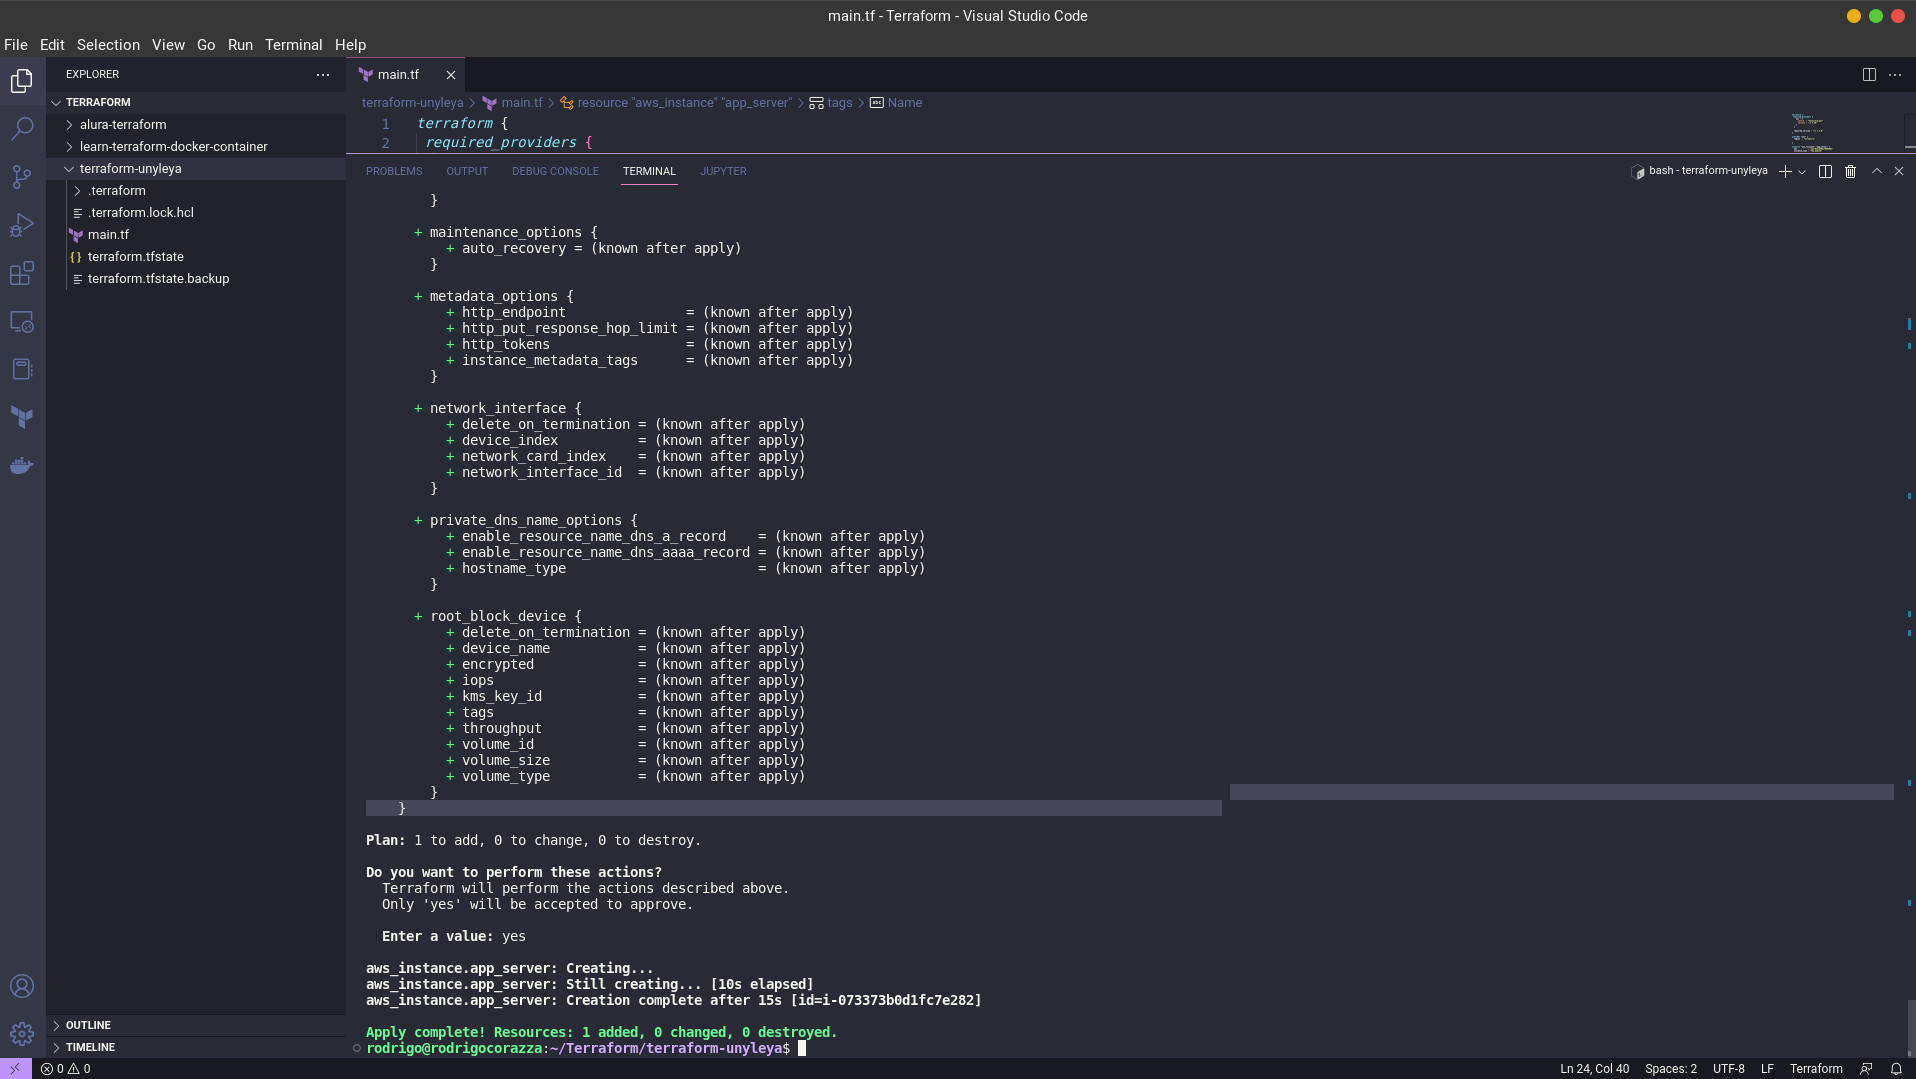 main.tf - Terraform - Visual Studio Code
File Edit Selection View Go Run Terminal Help
EXPLORER
TERRAFORM
alura-terraform
learn-terraform-docker-container
terraform-unyleya
.terraform
.terraform.lock.hcl
main.tf
terraform.tfstate
terraform.tfstate.backup
OUTLINE
TIMELINE
main.tf
terraform-unyleya > main.tf > resource "aws_instance" "app_server" > tags > Name
1 terraform {
2 required_providers {
PROBLEMS OUTPUT DEBUG CONSOLE TERMINAL JUPYTER
bash - terraform-unyleya
}
+ maintenance_options {
+ auto_recovery = (known after apply)
}
+ metadata_options {
+ http_endpoint = (known after apply)
+ http_put_response_hop_limit = (known after apply)
+ http_tokens = (known after apply)
+ instance_metadata_tags = (known after apply)
}
+ network_interface {
+ delete_on_termination = (known after apply)
+ device_index = (known after apply)
+ network_card_index = (known after apply)
+ network_interface_id = (known after apply)
}
+ private_dns_name_options {
+ enable_resource_name_dns_a_record = (known after apply)
+ enable_resource_name_dns_aaaa_record = (known after apply)
+ hostname_type = (known after apply)
}
+ root_block_device {
+ delete_on_termination = (known after apply)
+ device_name = (known after apply)
+ encrypted = (known after apply)
+ iops = (known after apply)
+ kms_key_id = (known after apply)
+ tags = (known after apply)
+ throughput = (known after apply)
+ volume_id = (known after apply)
+ volume_size = (known after apply)
+ volume_type = (known after apply)
}
}
Plan: 1 to add, 0 to change, 0 to destroy.
Do you want to perform these actions?
Terraform will perform the actions described above.
Only 'yes' will be accepted to approve.
Enter a value: yes
aws_instance.app_server: Creating...
aws_instance.app_server: Still creating... [10s elapsed]
aws_instance.app_server: Creation complete after 15s [id=i-073373b0d1fc7e282]
Apply complete! Resources: 1 added, 0 changed, 0 destroyed.
rodrigo@rodrigocorazza:~/Terraform/terraform-unyleya$
0 0
Ln 24, Col 40 Spaces: 2 UTF-8 LF Terraform